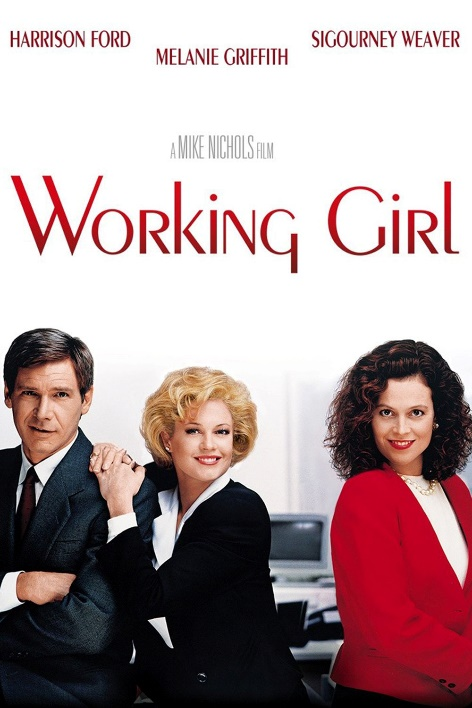 HARRISON FORD
MELANIE GRIFFITH
SIGOURNEY WEAVER
A MIKE NICHOLS FILM
WORKING GIRL